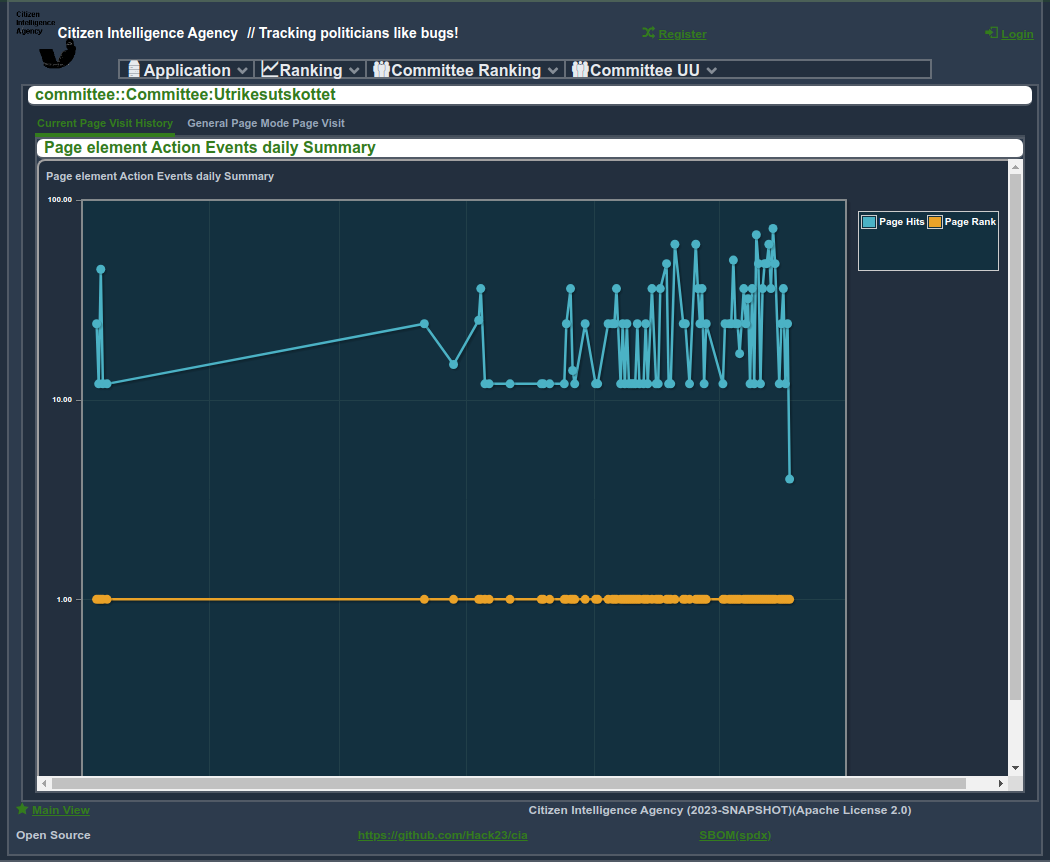 Citizen
Intelligence
Agency
Citizen Intelligence Agency // Tracking politicians like bugs!
Register
Login
Application Ranking Committee Ranking Committee UU
committee::Committee:Utrikesutskottet
Current Page Visit History General Page Mode Page Visit
Page element Action Events daily Summary
Page element Action Events daily Summary
100.00
Page Hits Page Rank
10.00
1.00
Main View
Citizen Intelligence Agency (2023-SNAPSHOT)(Apache License 2.0)
Open Source
https://github.com/Hack23/cia
SBOM(spdx)